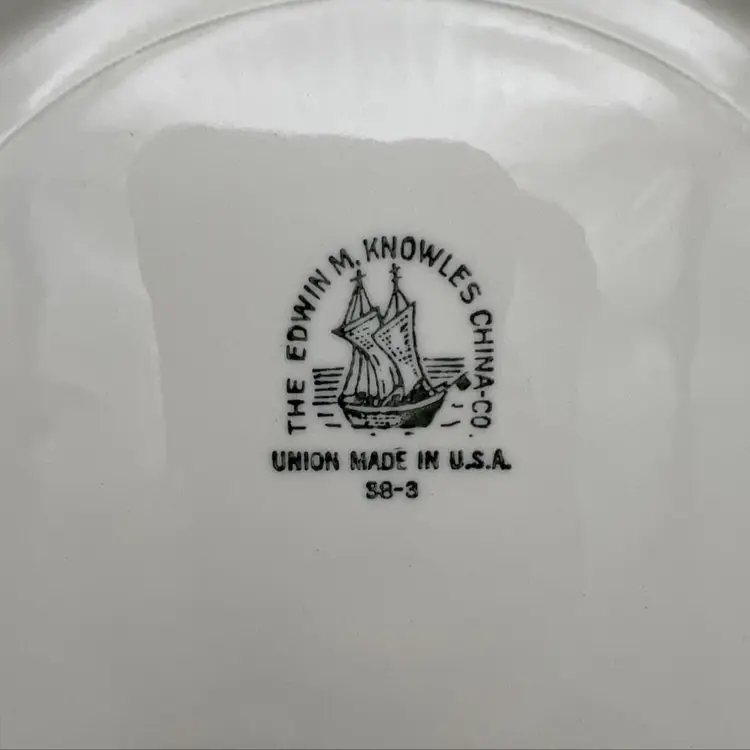 THE EDWIN M. KNOWLES CHINA-CO
UNION MADE IN U.S.A.
38-3